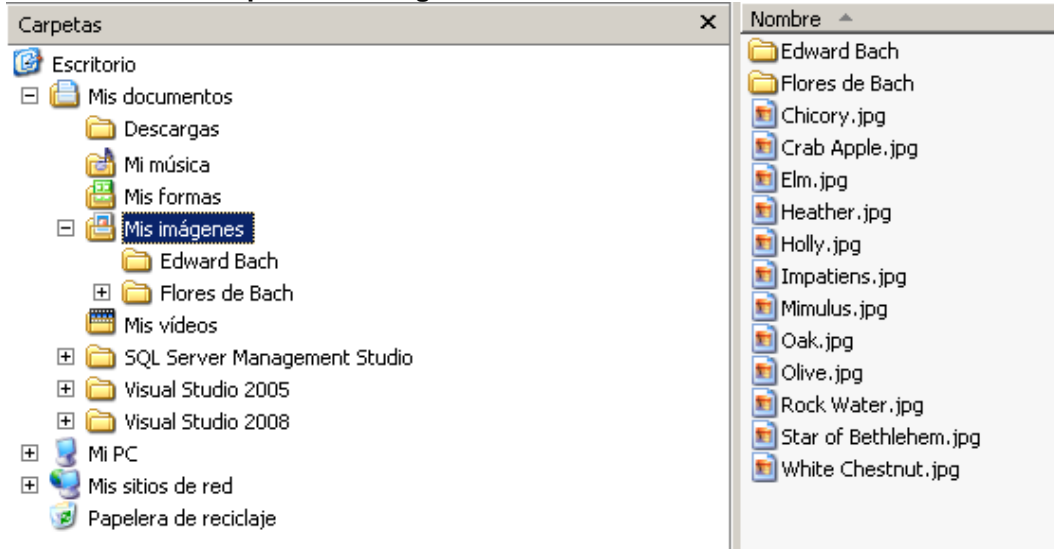 Carpetas
Escritorio
Mis documentos
Descargas
Mi música
Mis formas
Mis imágenes
Edward Bach
Flores de Bach
Mis vídeos
SQL Server Management Studio
Visual Studio 2005
Visual Studio 2008
Mi PC
Mis sitios de red
Papelera de reciclaje
Nombre
Edward Bach
Flores de Bach
Chicory.jpg
Crab Apple.jpg
Elm.jpg
Heather.jpg
Holly.jpg
Impatiens.jpg
Mimulus.jpg
Oak.jpg
Olive.jpg
Rock Water.jpg
Star of Bethlehem.jpg
White Chestnut.jpg